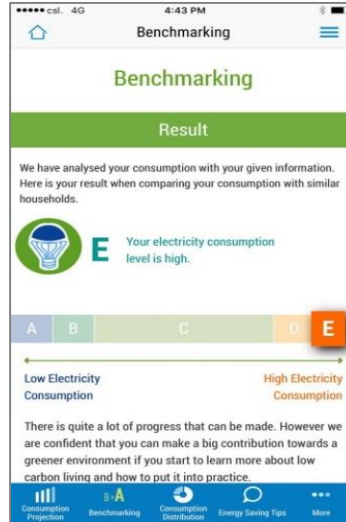 csl. 4G 4:43 PM
Benchmarking
Benchmarking
Result
We have analysed your consumption with your given information.
Here is your result when comparing your consumption with similar
households.
E Your electricity consumption
level is high.
A B C D E
Low Electricity High Electricity
Consumption Consumption
There is quite a lot of progress that can be made. However we
are confident that you can make a big contribution towards a
greener environment if you start to learn more about low
carbon living and how to put it into practice.
B▸A
Consumption Projection Benchmarking Consumption Distribution Energy Saving Tips More